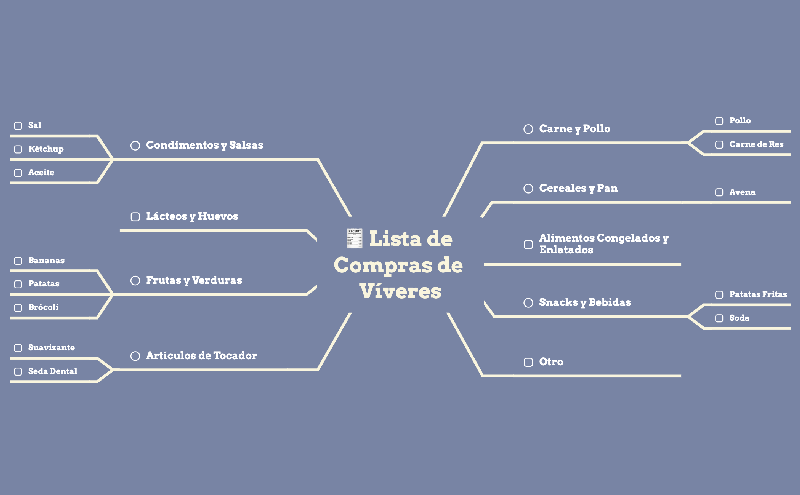 Lista de
Compras de
Víveres
Condimentos y Salsas
Sal
Kétchup
Aceite
Lácteos y Huevos
Frutas y Verduras
Bananas
Patatas
Brócoli
Artículos de Tocador
Suavizante
Seda Dental
Carne y Pollo
Pollo
Carne de Res
Cereales y Pan
Avena
Alimentos Congelados y
Enlatados
Snacks y Bebidas
Patatas Fritas
Soda
Otro